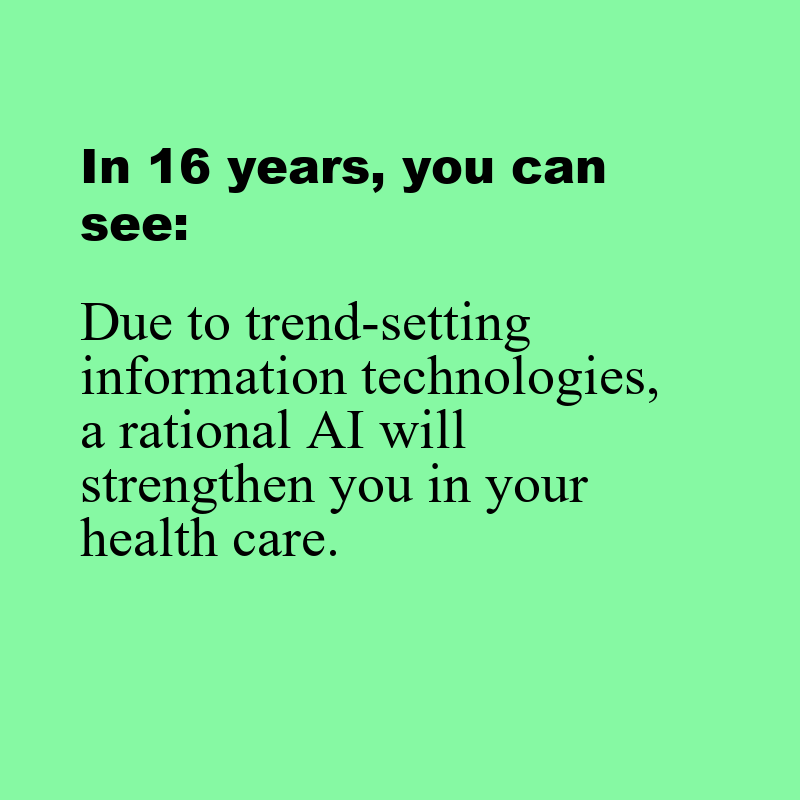 In 16 years, you can
see:
Due to trend-setting
information technologies,
a rational AI will
strengthen you in your
health care.